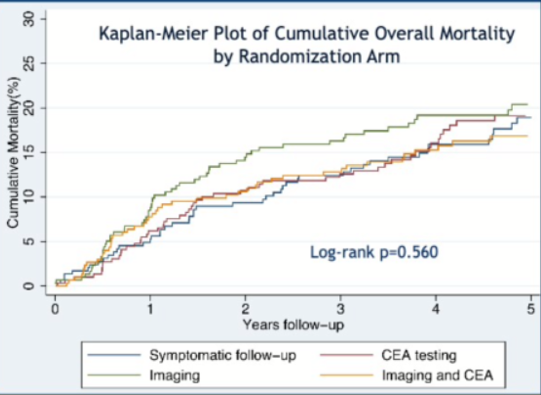 Kaplan-Meier Plot of Cumulative Overall Mortality
by Randomization Arm
30
25
20
15
10
5
0
Cumulative Mortality(%)
Log-rank p=0.560
0 1 2 3 4 5
Years follow-up
Symptomatic follow-up CEA testing
Imaging Imaging and CEA